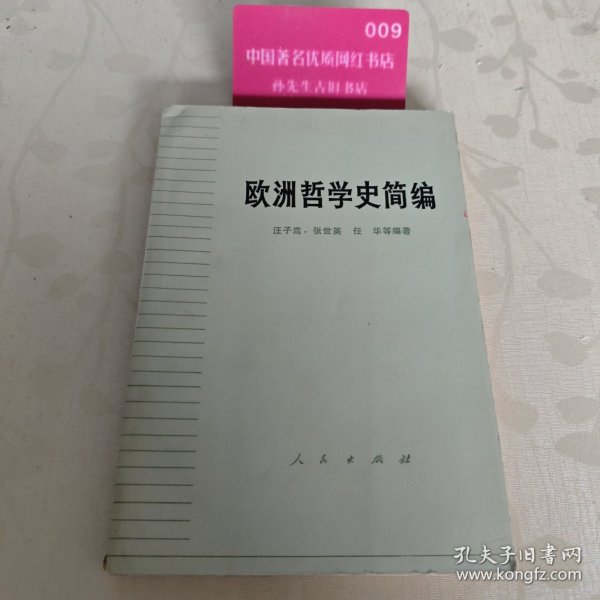 009
中国著名优质网红书店
孙先生古旧书店
欧洲哲学史简编
汪子嵩,张世英 任 华等编著
人民出版社
孔夫子旧书网
www.kongfz.com